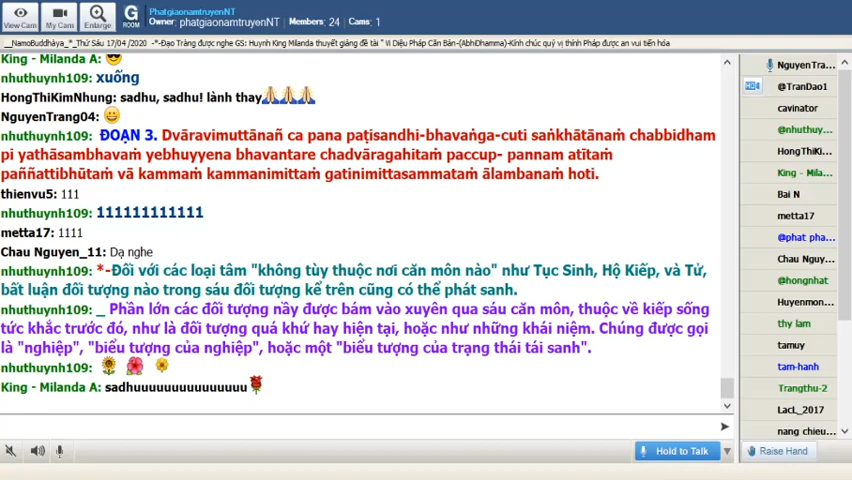 PhatgiaonamtruyenNT
Owner: phatgiaonamtruyenNT Members: 24 Cams: 1
View Cam
My Cam
Enlarge
G
ROOM
__NamoBuddhàya_*_Thứ Sáu 17/04 /2020 -*-Đạo Tràng được nghe GS: Huynh King Milanda thuyết giảng đề tài " Vi Diệu Pháp Căn Bản-(AbhiDhamma)-Kính chúc quý vị thính Pháp được an vui tiến hóa
King - Milanda A:
nhuthuynh109: xuống
HongThiKimNhung: sadhu, sadhu! lành thay
NguyenTrang04:
nhuthuynh109: ĐOẠN 3. Dvāravimuttānañ ca pana paṭisandhi-bhavaṅga-cuti saṅkhātānaṁ chabbidham
pi yathāsambhavaṁ yebhuyyena bhavantare chadvāragahitaṁ paccup- pannam atītaṁ
paññattibhūtaṁ vā kammaṁ kammanimittaṁ gatinimittasammataṁ ālambanaṁ hoti.
thienvu5: 111
nhuthuynh109: 111111111111
metta17: 1111
Chau Nguyen_11: Dạ nghe
nhuthuynh109: *-Đối với các loại tâm "không tùy thuộc nơi căn môn nào" như Tục Sinh, Hộ Kiếp, và Tử,
bất luận đối tượng nào trong sáu đối tượng kể trên cũng có thể phát sanh.
nhuthuynh109: _ Phần lớn các đối tượng nầy được bám vào xuyên qua sáu căn môn, thuộc về kiếp sống
tức khắc trước đó, như là đối tượng quá khứ hay hiện tại, hoặc như những khái niệm. Chúng được gọi
là "nghiệp", "biểu tượng của nghiệp", hoặc một "biểu tượng của trạng thái tái sanh".
nhuthuynh109:
King - Milanda A: sadhuuuuuuuuuuuuuuu
NguyenTra...
HD
@TranDao1
cavinator
@nhuthuy...
HongThiKi...
King - Mila...
Bai N
metta17
@phat pha...
Chau Nguy...
@hongnhat
Huyenmon...
thy lam
tamuy
tam-hanh
Trangthu-2
LacL_2017
nang chieu...
Hold to Talk
Raise Hand